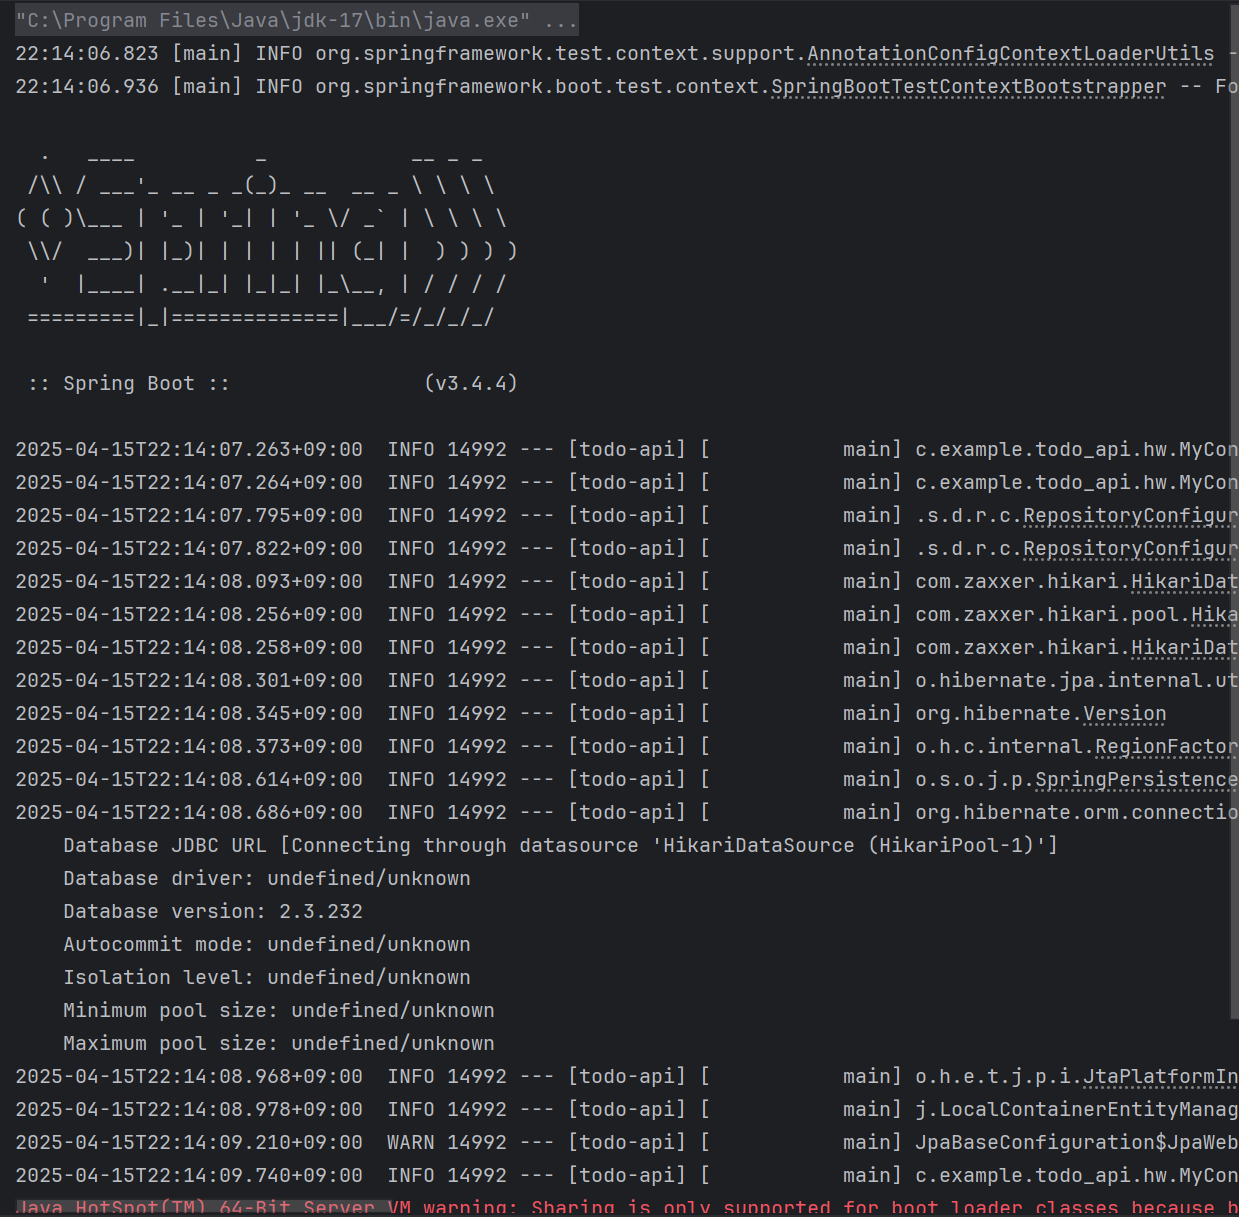 "C:\Program Files\Java\jdk-17\bin\java.exe" ...
22:14:06.823 [main] INFO org.springframework.test.context.support.AnnotationConfigContextLoaderUtils -
22:14:06.936 [main] INFO org.springframework.boot.test.context.SpringBootTestContextBootstrapper -- Fo
  .   ____          _            __ _ _
 /\\ / ___'_ __ _ _(_)_ __  __ _ \ \ \ \
( ( )\___ | '_ | '_| | '_ \/ _` | \ \ \ \
 \\/  ___)| |_)| | | | | || (_| |  ) ) ) )
  '  |____| .__|_| |_|_| |_\__, | / / / /
 =========|_|==============|___/=/_/_/_/
 :: Spring Boot ::                (v3.4.4)
2025-04-15T22:14:07.263+09:00  INFO 14992 --- [todo-api] [           main] c.example.todo_api.hw.MyCon
2025-04-15T22:14:07.264+09:00  INFO 14992 --- [todo-api] [           main] c.example.todo_api.hw.MyCon
2025-04-15T22:14:07.795+09:00  INFO 14992 --- [todo-api] [           main] .s.d.r.c.RepositoryConfigur
2025-04-15T22:14:07.822+09:00  INFO 14992 --- [todo-api] [           main] .s.d.r.c.RepositoryConfigur
2025-04-15T22:14:08.093+09:00  INFO 14992 --- [todo-api] [           main] com.zaxxer.hikari.HikariDat
2025-04-15T22:14:08.256+09:00  INFO 14992 --- [todo-api] [           main] com.zaxxer.hikari.pool.Hika
2025-04-15T22:14:08.258+09:00  INFO 14992 --- [todo-api] [           main] com.zaxxer.hikari.HikariDat
2025-04-15T22:14:08.301+09:00  INFO 14992 --- [todo-api] [           main] o.hibernate.jpa.internal.ut
2025-04-15T22:14:08.345+09:00  INFO 14992 --- [todo-api] [           main] org.hibernate.Version
2025-04-15T22:14:08.373+09:00  INFO 14992 --- [todo-api] [           main] o.h.c.internal.RegionFactor
2025-04-15T22:14:08.614+09:00  INFO 14992 --- [todo-api] [           main] o.s.o.j.p.SpringPersistence
2025-04-15T22:14:08.686+09:00  INFO 14992 --- [todo-api] [           main] org.hibernate.orm.connectio
    Database JDBC URL [Connecting through datasource 'HikariDataSource (HikariPool-1)']
    Database driver: undefined/unknown
    Database version: 2.3.232
    Autocommit mode: undefined/unknown
    Isolation level: undefined/unknown
    Minimum pool size: undefined/unknown
    Maximum pool size: undefined/unknown
2025-04-15T22:14:08.968+09:00  INFO 14992 --- [todo-api] [           main] o.h.e.t.j.p.i.JtaPlatformIn
2025-04-15T22:14:08.978+09:00  INFO 14992 --- [todo-api] [           main] j.LocalContainerEntityManag
2025-04-15T22:14:09.210+09:00  WARN 14992 --- [todo-api] [           main] JpaBaseConfiguration$JpaWeb
2025-04-15T22:14:09.740+09:00  INFO 14992 --- [todo-api] [           main] c.example.todo_api.hw.MyCon
Java HotSpot(TM) 64-Bit Server VM warning: Sharing is only supported for boot loader classes because b